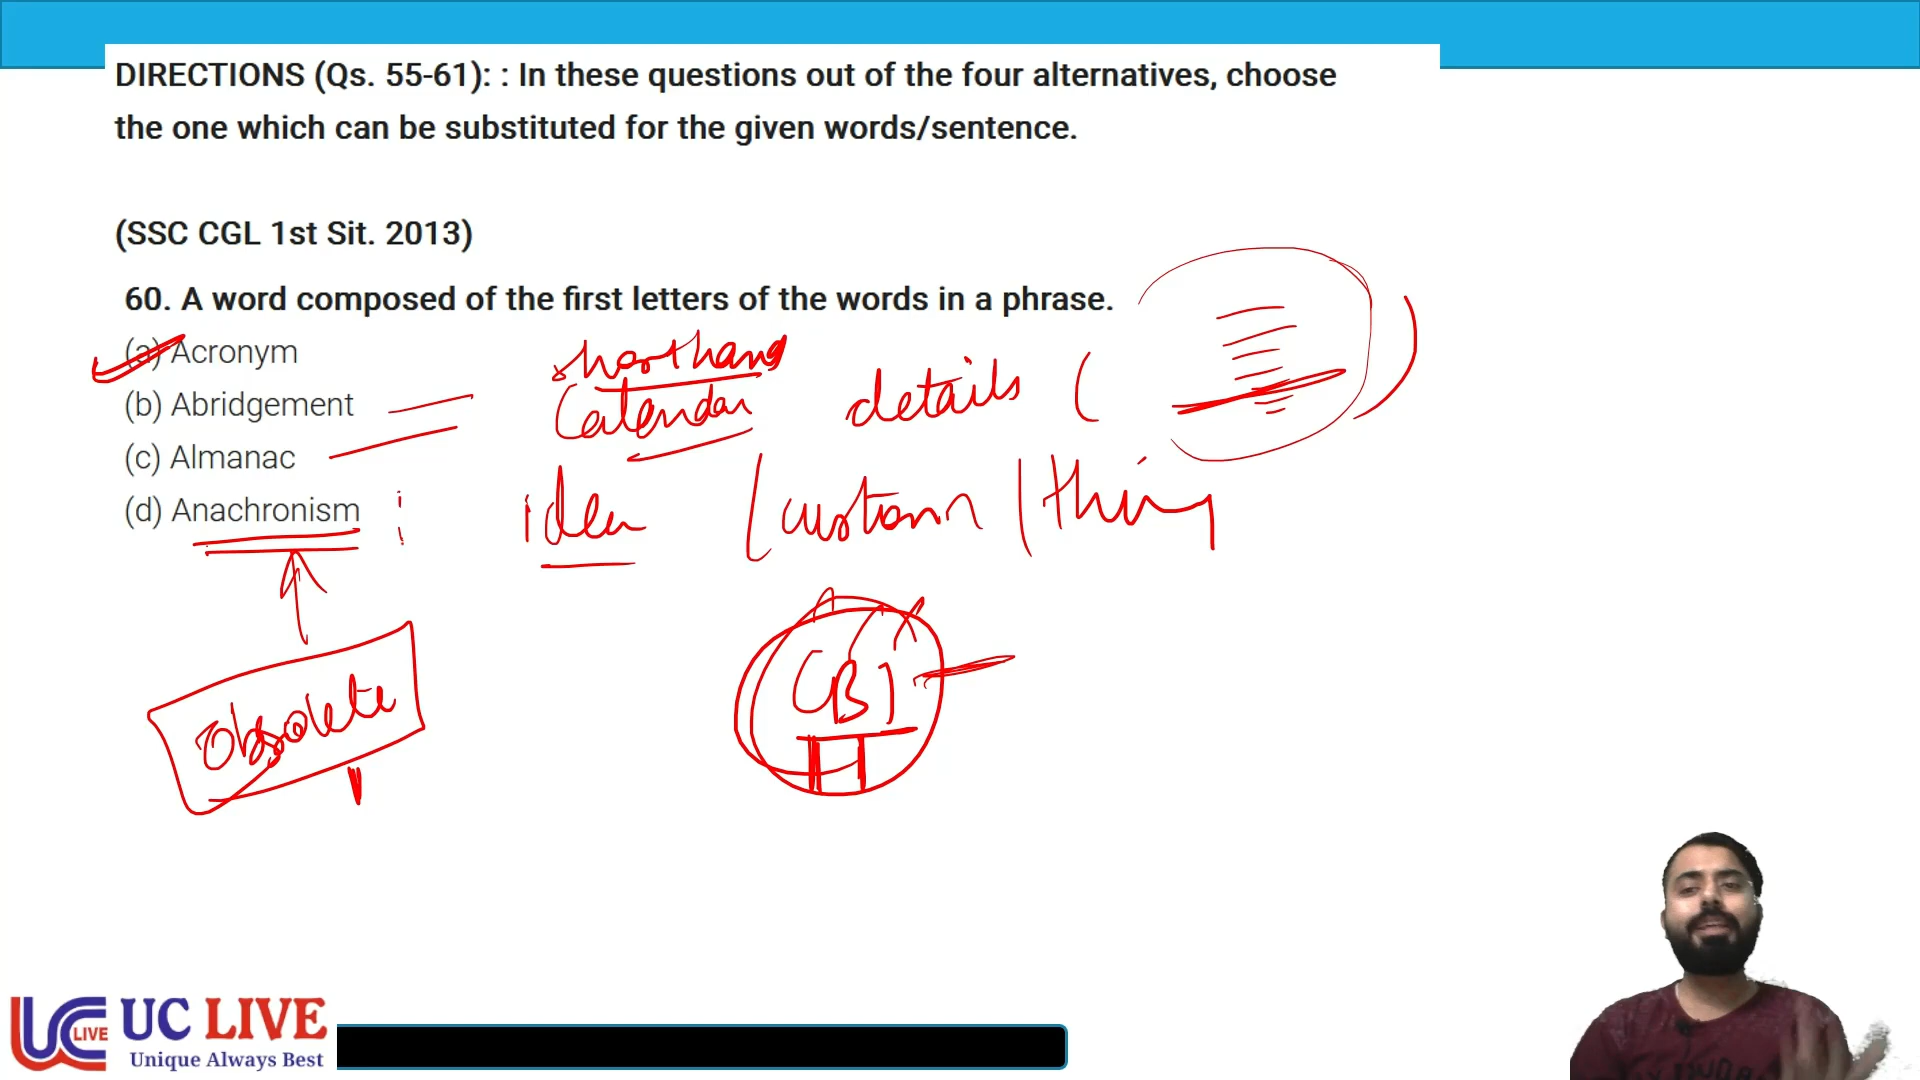 DIRECTIONS (Qs. 55-61): : In these questions out of the four alternatives, choose
the one which can be substituted for the given words/sentence.
(SSC CGL 1st Sit. 2013)
60. A word composed of the first letters of the words in a phrase.
(a) Acronym
shorthand
(b) Abridgement
Calendar details (
)
(c) Almanac
(d) Anachronism : idea / custom / thing
Obsolete
CBI
UC LIVE
LIVE
Unique Always Best